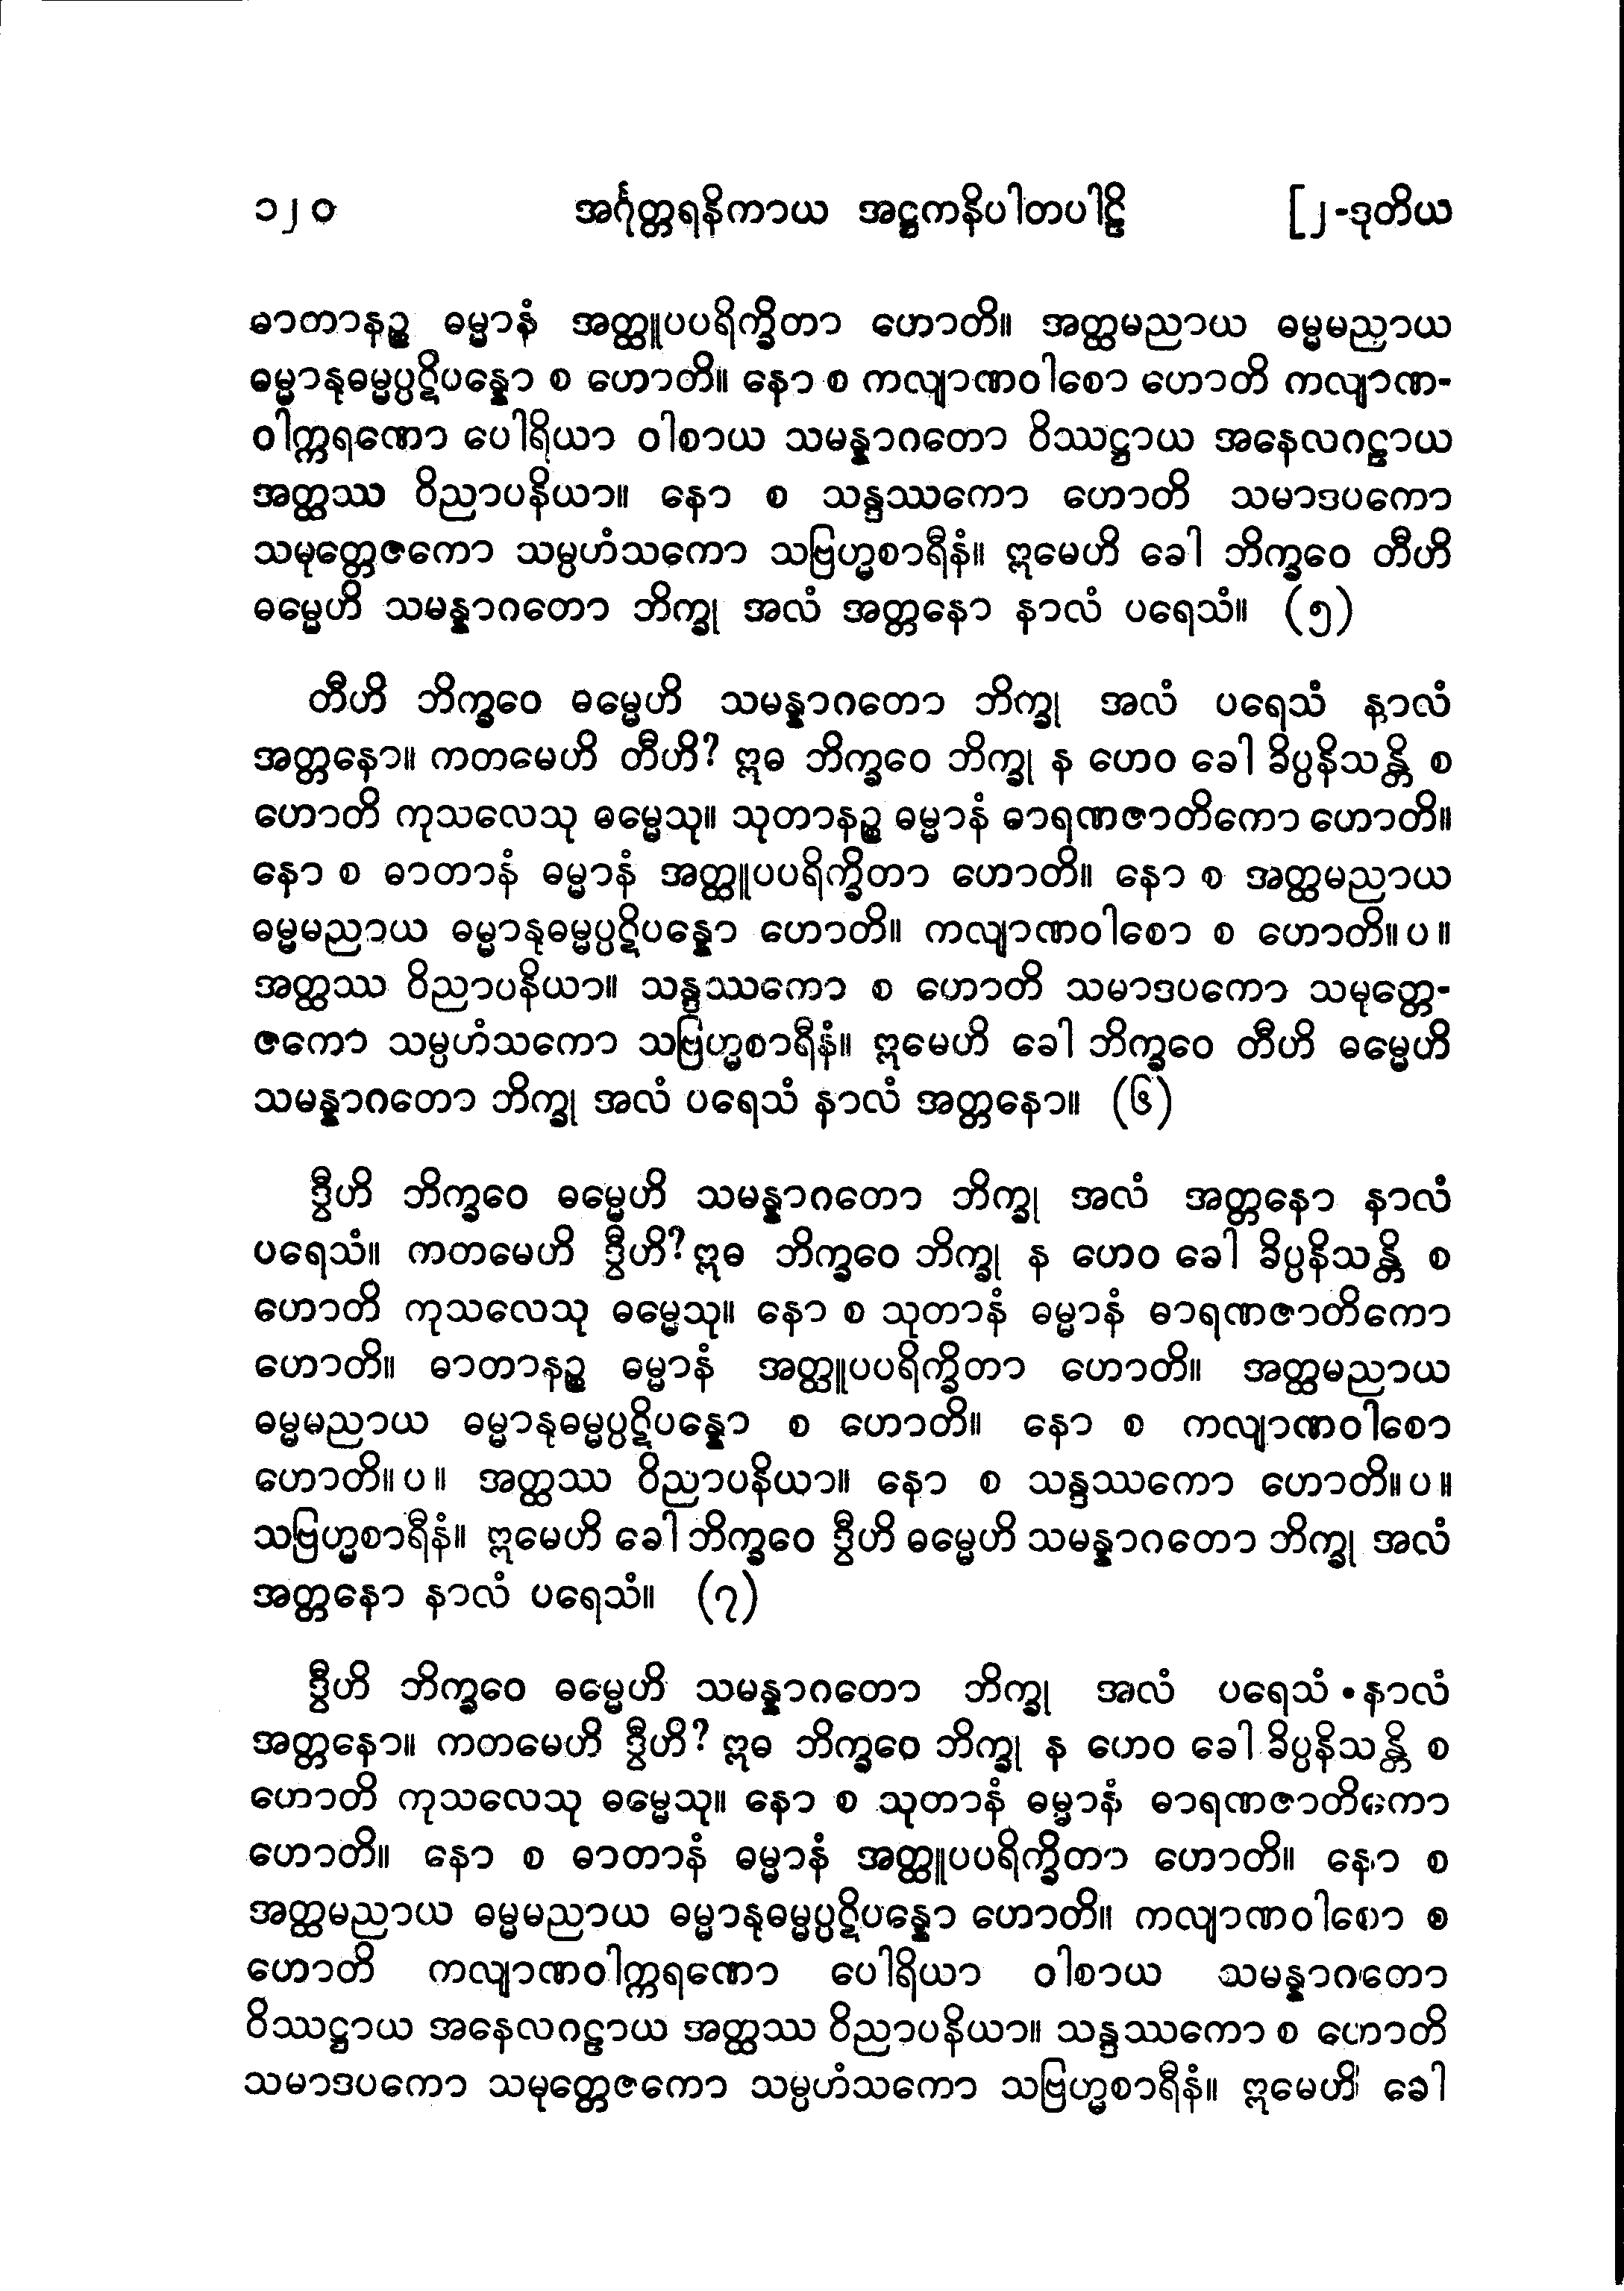 ၁၂၀ အင်္ဂုတ္တရနိကာယ အဋ္ဌကနိပါတပါဠိ [၂-ဒုတိယ
ဓာတာနဉ္စ ဓမ္မာနံ အတ္ထူပပရိက္ခိတာ ဟောတိ။ အတ္ထမညာယ ဓမ္မမညာယ
ဓမ္မာနုဓမ္မပ္ပဋိပန္နော စ ဟောတိ။ နော စ ကလျာဏဝါစော ဟောတိ ကလျာဏ-
ဝါက္ကရဏော ပေါရိယာ ဝါစာယ သမန္နာဂတော ဝိဿဋ္ဌာယ အနေလဂဠာယ
အတ္ထဿ ဝိညာပနိယာ။ နော စ သန္ဒဿကော ဟောတိ သမာဒပကော
သမုတ္တေဇကော သမ္ပဟံသကော သဗြဟ္မစာရီနံ။ ဣမေဟိ ခေါ ဘိက္ခဝေ တီဟိ
ဓမ္မေဟိ သမန္နာဂတော ဘိက္ခု အလံ အတ္တနော နာလံ ပရေသံ။ (၅)
တီဟိ ဘိက္ခဝေ ဓမ္မေဟိ သမန္နာဂတော ဘိက္ခု အလံ ပရေသံ နာလံ
အတ္တနော။ ကတမေဟိ တီဟိ? ဣဓ ဘိက္ခဝေ ဘိက္ခု န ဟေဝ ခေါ ခိပ္ပနိသန္တိ စ
ဟောတိ ကုသလေသု ဓမ္မေသု။ သုတာနဉ္စ ဓမ္မာနံ ဓာရဏဇာတိကော ဟောတိ။
နော စ ဓာတာနံ ဓမ္မာနံ အတ္ထူပပရိက္ခိတာ ဟောတိ။ နော စ အတ္ထမညာယ
ဓမ္မမညာယ ဓမ္မာနုဓမ္မပ္ပဋိပန္နော ဟောတိ။ ကလျာဏဝါစော စ ဟောတိ။ပ။
အတ္ထဿ ဝိညာပနိယာ။ သန္ဒဿကော စ ဟောတိ သမာဒပကော သမုတ္တေ-
ဇကော သမ္ပဟံသကော သဗြဟ္မစာရီနံ။ ဣမေဟိ ခေါ ဘိက္ခဝေ တီဟိ ဓမ္မေဟိ
သမန္နာဂတော ဘိက္ခု အလံ ပရေသံ နာလံ အတ္တနော။ (၆)
ဒွီဟိ ဘိက္ခဝေ ဓမ္မေဟိ သမန္နာဂတော ဘိက္ခု အလံ အတ္တနော နာလံ
ပရေသံ။ ကတမေဟိ ဒွီဟိ? ဣဓ ဘိက္ခဝေ ဘိက္ခု န ဟေဝ ခေါ ခိပ္ပနိသန္တိ စ
ဟောတိ ကုသလေသု ဓမ္မေသု။ နော စ သုတာနံ ဓမ္မာနံ ဓာရဏဇာတိကော
ဟောတိ။ ဓာတာနဉ္စ ဓမ္မာနံ အတ္ထူပပရိက္ခိတာ ဟောတိ။ အတ္ထမညာယ
ဓမ္မမညာယ ဓမ္မာနုဓမ္မပ္ပဋိပန္နော စ ဟောတိ။ နော စ ကလျာဏဝါစော
ဟောတိ။ပ။ အတ္ထဿ ဝိညာပနိယာ။ နော စ သန္ဒဿကော ဟောတိ။ပ။
သဗြဟ္မစာရီနံ။ ဣမေဟိ ခေါ ဘိက္ခဝေ ဒွီဟိ ဓမ္မေဟိ သမန္နာဂတော ဘိက္ခု အလံ
အတ္တနော နာလံ ပရေသံ။ (၇)
ဒွီဟိ ဘိက္ခဝေ ဓမ္မေဟိ သမန္နာဂတော ဘိက္ခု အလံ ပရေသံ နာလံ
အတ္တနော။ ကတမေဟိ ဒွီဟိ? ဣဓ ဘိက္ခဝေ ဘိက္ခု န ဟေဝ ခေါ ခိပ္ပနိသန္တိ စ
ဟောတိ ကုသလေသု ဓမ္မေသု။ နော စ သုတာနံ ဓမ္မာနံ ဓာရဏဇာတိကော
ဟောတိ။ နော စ ဓာတာနံ ဓမ္မာနံ အတ္ထူပပရိက္ခိတာ ဟောတိ။ နော စ
အတ္ထမညာယ ဓမ္မမညာယ ဓမ္မာနုဓမ္မပ္ပဋိပန္နော ဟောတိ။ ကလျာဏဝါစော စ
ဟောတိ ကလျာဏဝါက္ကရဏော ပေါရိယာ ဝါစာယ သမန္နာဂတော
ဝိဿဋ္ဌာယ အနေလဂဠာယ အတ္ထဿ ဝိညာပနိယာ။ သန္ဒဿကော စ ဟောတိ
သမာဒပကော သမုတ္တေဇကော သမ္ပဟံသကော သဗြဟ္မစာရီနံ။ ဣမေဟိ ခေါ